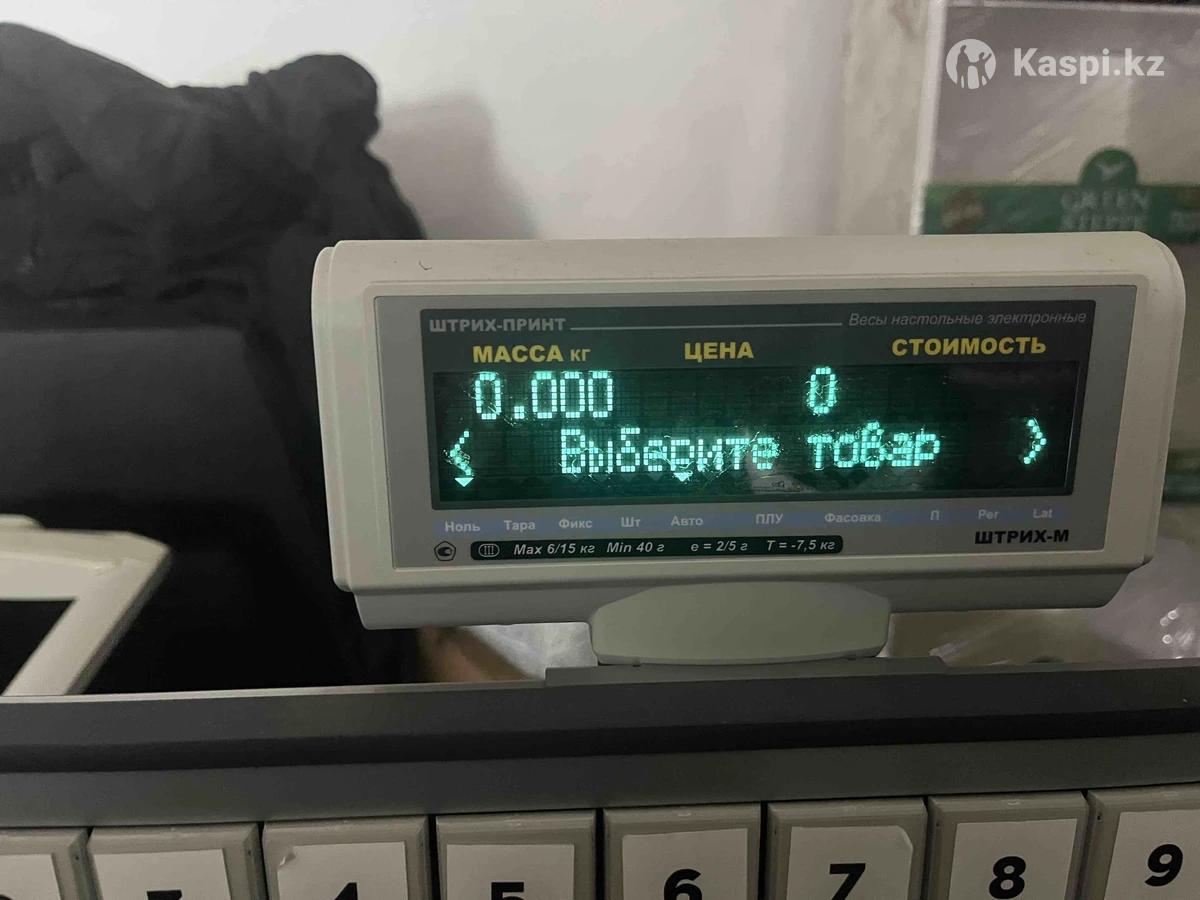 Kaspi.kz
GREEN
STEPPE
ШТРИХ-ПРИНТ Весы настольные электронные
МАССА кг ЦЕНА СТОИМОСТЬ
0.000 0
< Выберите товар >
Ноль Тара Фикс Шт Авто ПЛУ Фасовка П Рег Lat
ШТРИХ-М
III Max 6/15 кг Min 40 г e = 2/5 г T = -7,5 кг
3 4 5 6 7 8 9